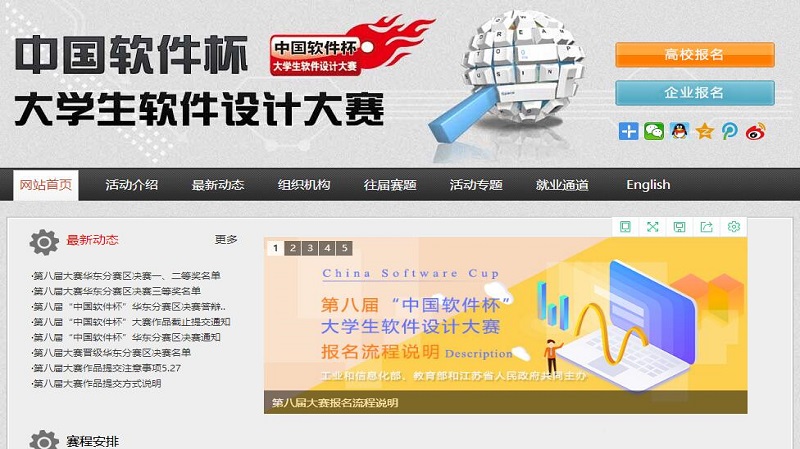 中国软件杯
大学生软件设计大赛
中国软件杯
大学生软件设计大赛
高校报名
企业报名
网站首页 活动介绍 最新动态 组织机构 往届赛题 活动专题 就业通道 English
最新动态 更多
·第八届大赛华东分赛区决赛一、二等奖名单
·第八届大赛华东分赛区决赛三等奖名单
·第八届“中国软件杯”华东分赛区决赛答辩..
·第八届“中国软件杯”大赛作品截止提交通知
·第八届“中国软件杯”华东分赛区决赛通知
·第八届大赛晋级华东分赛区决赛名单
·第八届大赛作品提交注意事项5.27
·第八届大赛作品提交方式说明
赛程安排
1 2 3 4 5
China Software Cup
第八届“中国软件杯”
大学生软件设计大赛
报名流程说明 Description
工业和信息化部、教育部和江苏省人民政府共同主办
第八届大赛报名流程说明